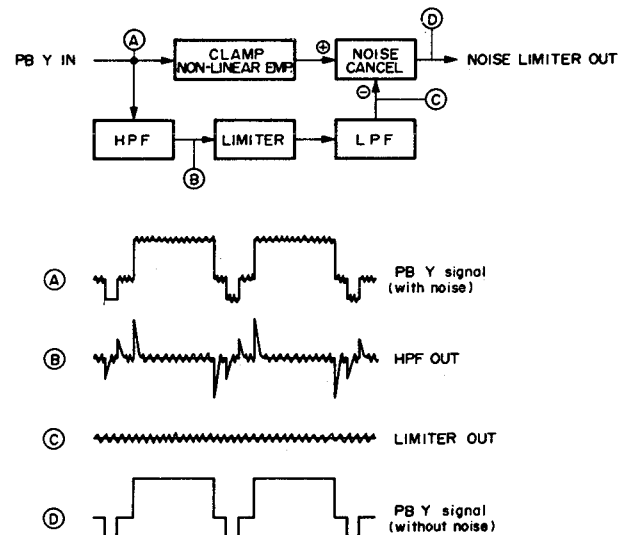 Ⓐ
Ⓓ
PB Y IN
CLAMP
NON-LINEAR EMP.
⊕
NOISE
CANCEL
NOISE LIMITER OUT
⊖
Ⓒ
HPF
LIMITER
LPF
Ⓑ
Ⓐ
PB Y signal
(with noise)
Ⓑ
HPF OUT
Ⓒ
LIMITER OUT
Ⓓ
PB Y signal
(without noise)